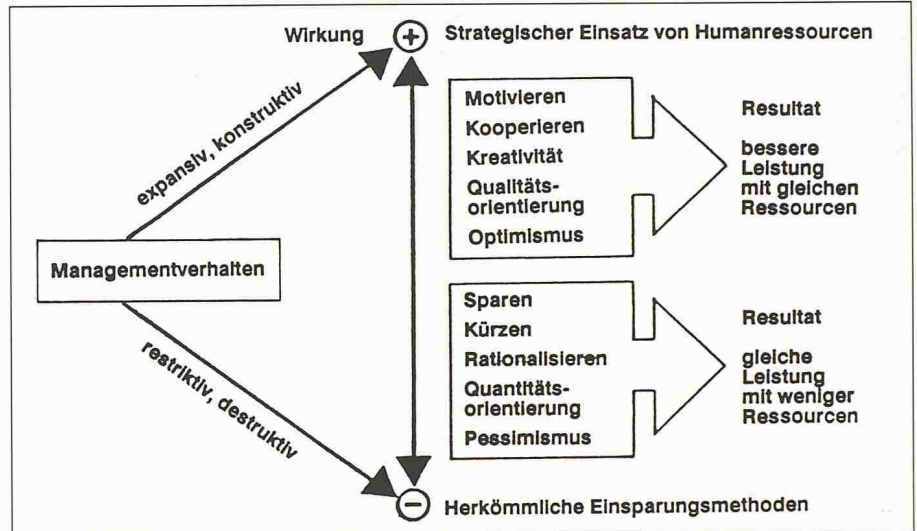 Wirkung
+
Strategischer Einsatz von Humanressourcen
expansiv, konstruktiv
Motivieren
Kooperieren
Kreativität
Qualitäts-
orientierung
Optimismus
Resultat
bessere
Leistung
mit gleichen
Ressourcen
Managementverhalten
restriktiv, destruktiv
Sparen
Kürzen
Rationalisieren
Quantitäts-
orientierung
Pessimismus
Resultat
gleiche
Leistung
mit weniger
Ressourcen
−
Herkömmliche Einsparungsmethoden